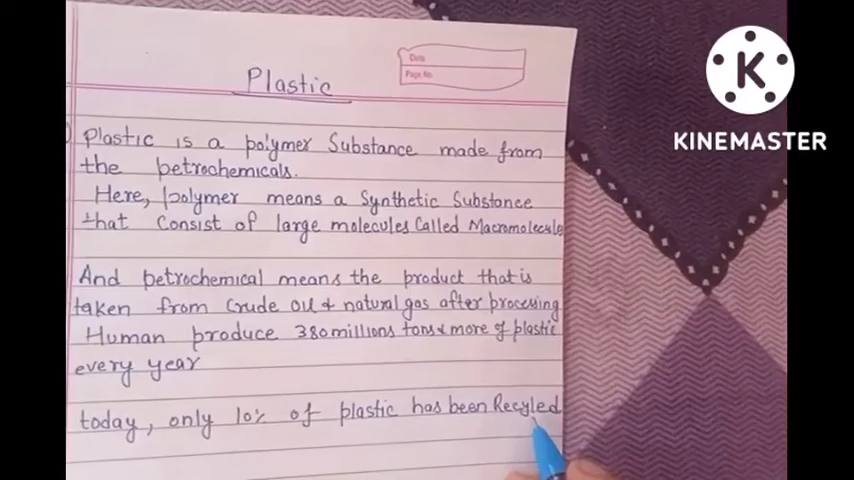 Plastic
Date
Page No.
Plastic is a polymer Substance made from
the petrochemicals.
Here, polymer means a Synthetic Substance
that consist of large molecules Called Macromolecules
And petrochemical means the product that is
taken from Crude Oil & natural gas after processing
Human produce 380 millions tons & more of plastic
every year
today, only 10% of plastic has been Recyled
K
KINEMASTER